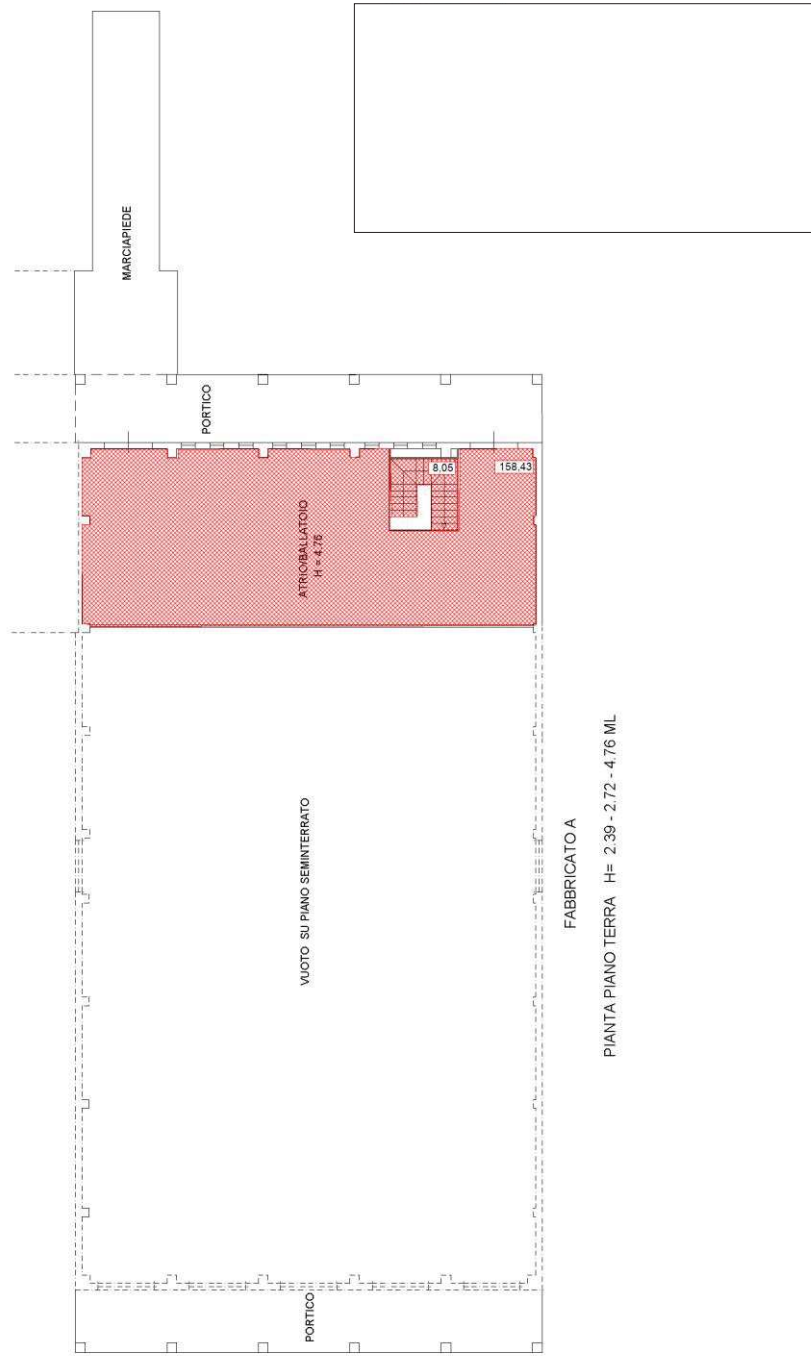 MARCIAPIEDE
PORTICO
8.05
158.43
ATRIO/BALLATOIO
H = 4.76
VUOTO SU PIANO SEMINTERRATO
FABBRICATO A
PIANTA PIANO TERRA H= 2.39 - 2.72 - 4.76 ML
PORTICO